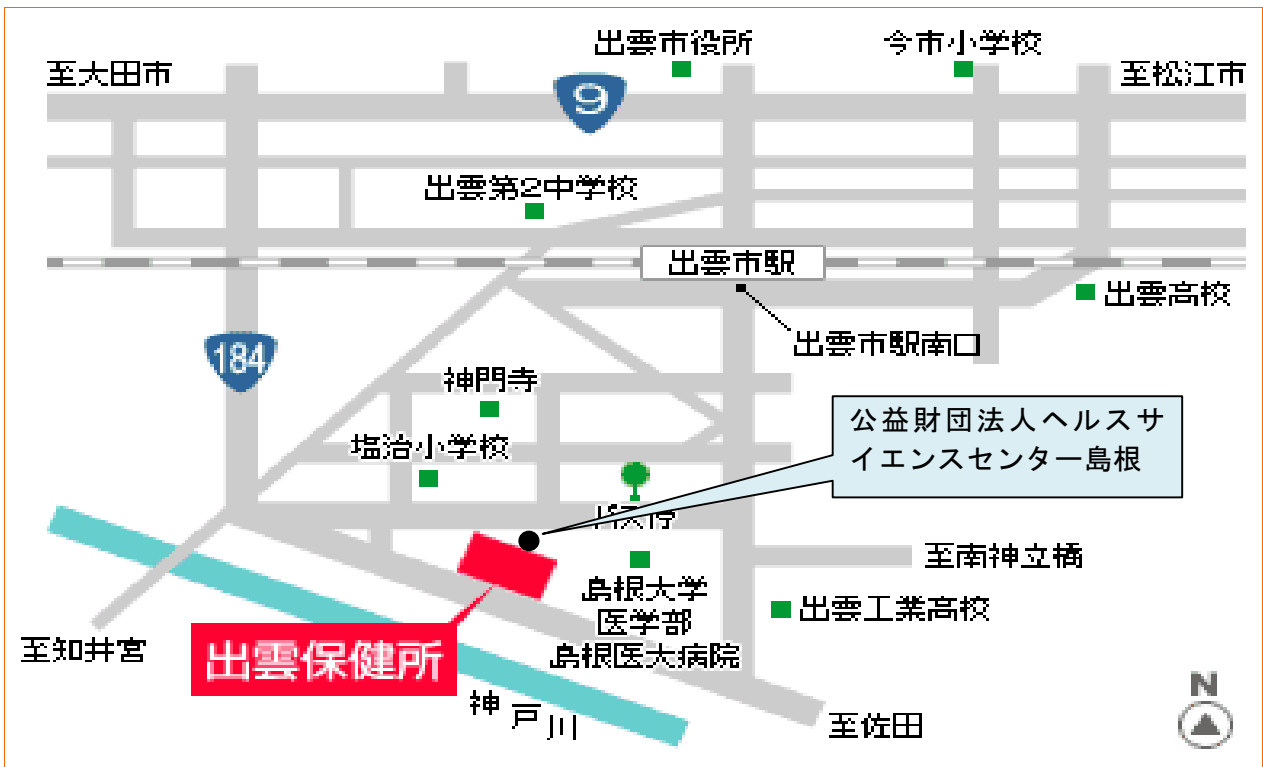 出雲市役所
今市小学校
至大田市
至松江市
9
出雲第2中学校
出雲市駅
出雲高校
出雲市駅南口
184
神門寺
塩治小学校
公益財団法人ヘルスサ
イエンスセンター島根
至南神立橋
島根大学
医学部
島根医大病院
出雲工業高校
至知井宮
出雲保健所
神戸川
至佐田
N